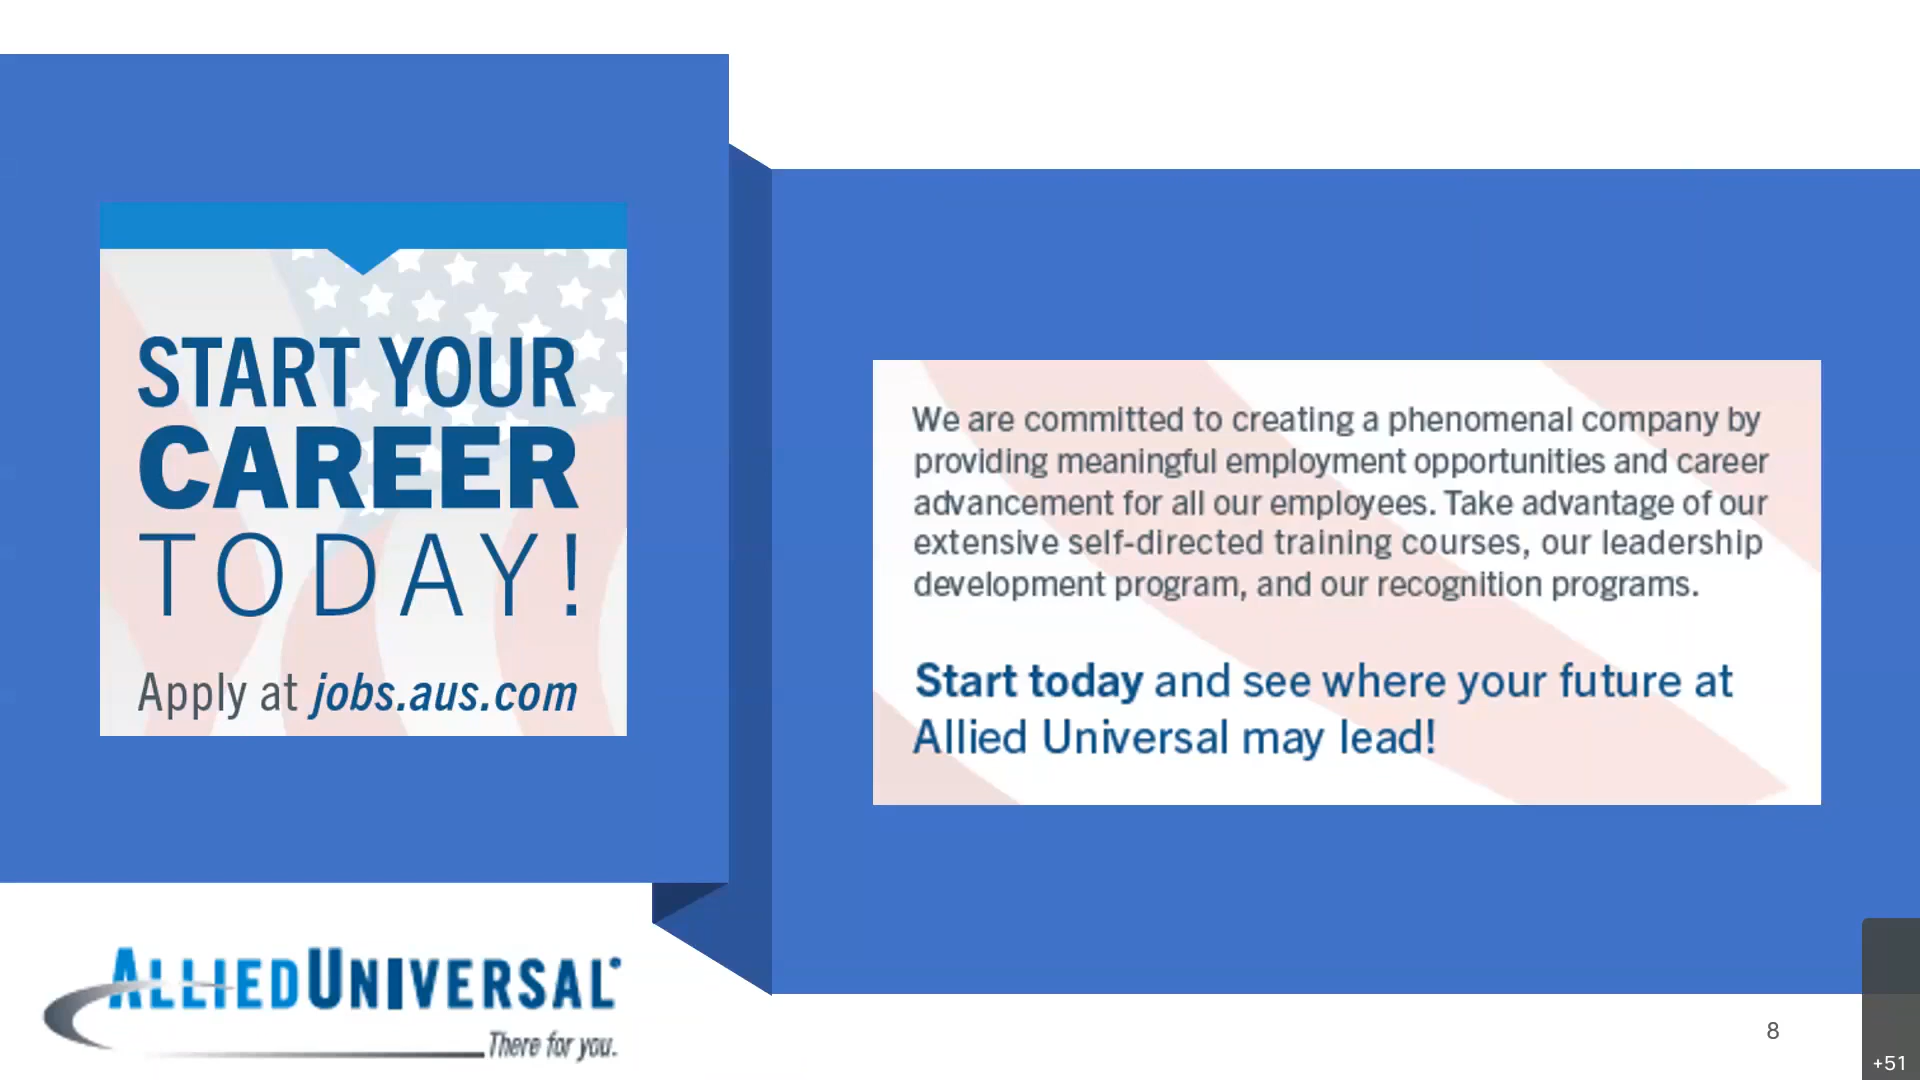 START YOUR
CAREER
TODAY!
Apply at jobs.aus.com
We are committed to creating a phenomenal company by
providing meaningful employment opportunities and career
advancement for all our employees. Take advantage of our
extensive self-directed training courses, our leadership
development program, and our recognition programs.
Start today and see where your future at
Allied Universal may lead!
ALLIEDUNIVERSAL
There for you.
8
+51